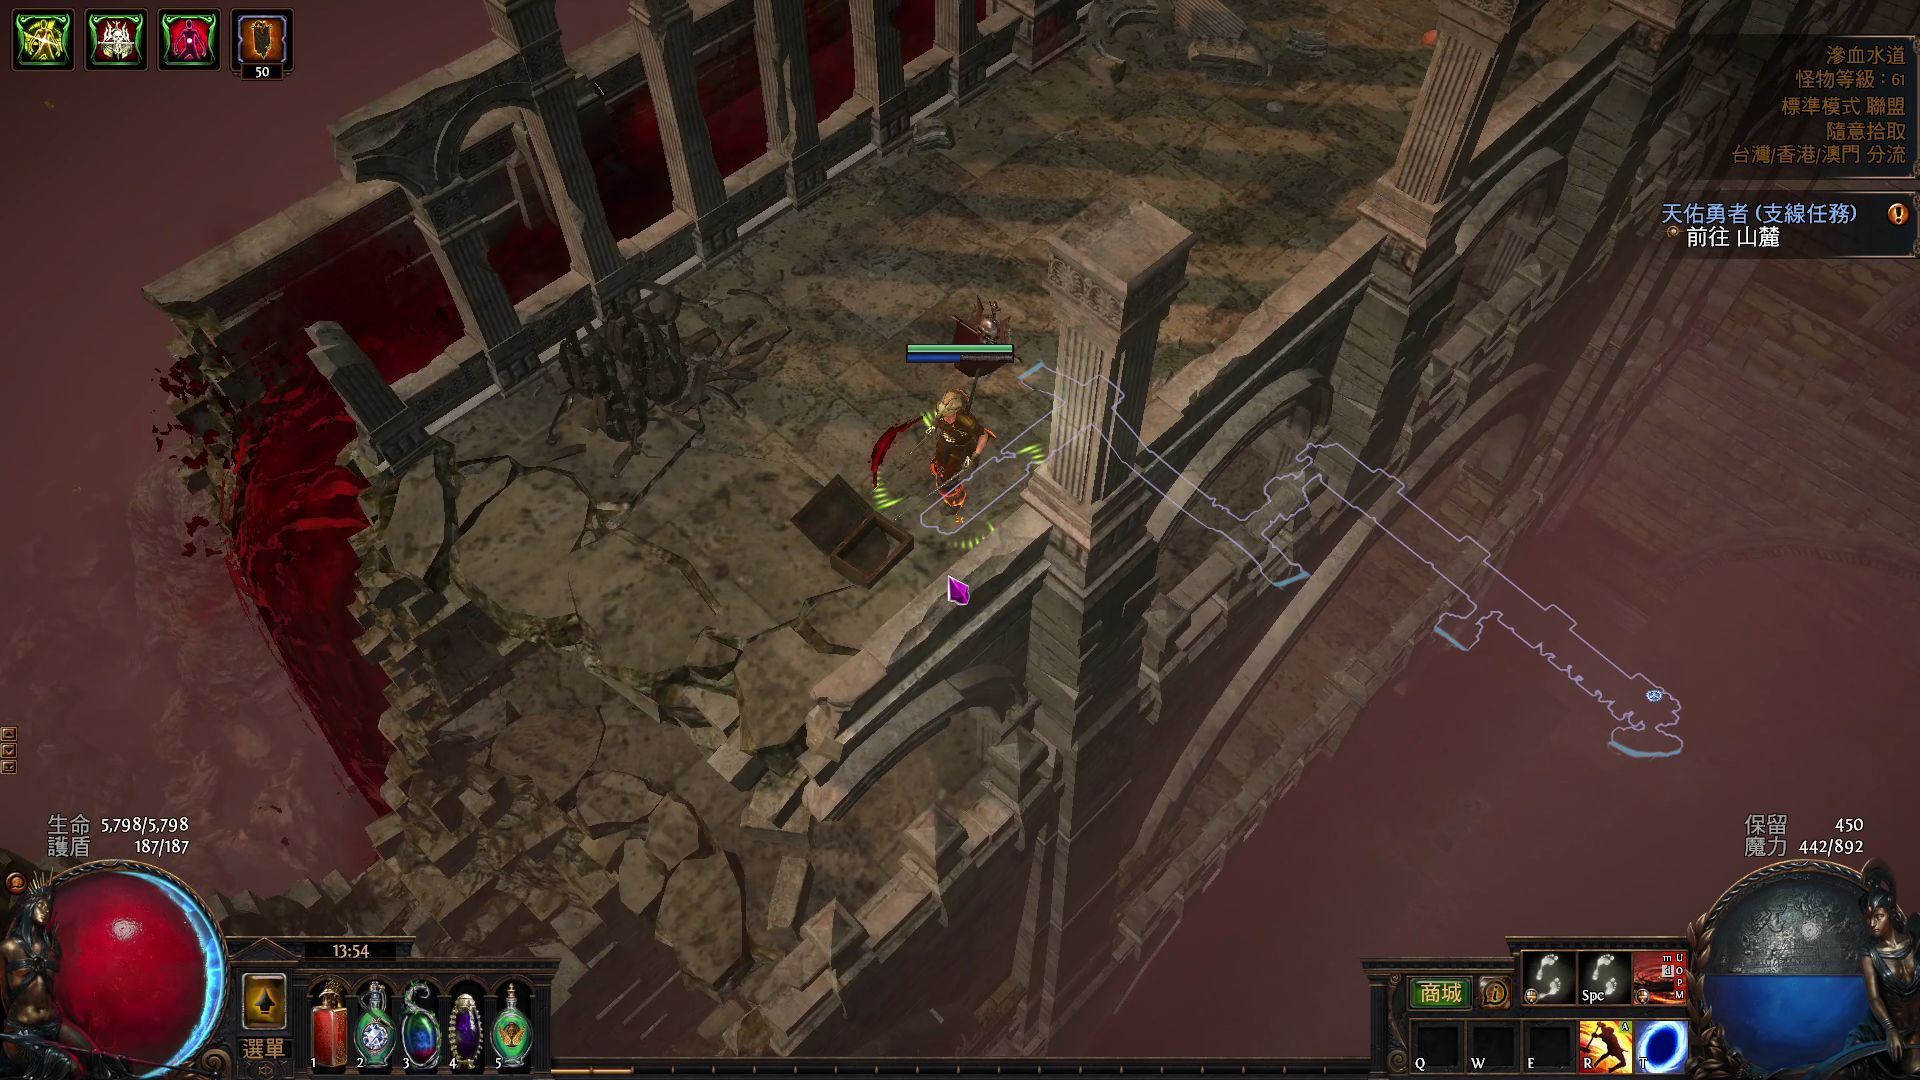 50
滲血水道
怪物等級：61
標準模式 聯盟
隨意拾取
台灣/香港/澳門 分流
天佑勇者 (支線任務)
前往 山麓
生命 5,798/5,798
護盾 187/187
保留 450
魔力 442/892
13:54
選單
1
2
3
4
5
商城
Spc
m U
d O
P
M
Q
W
E
R
A
T